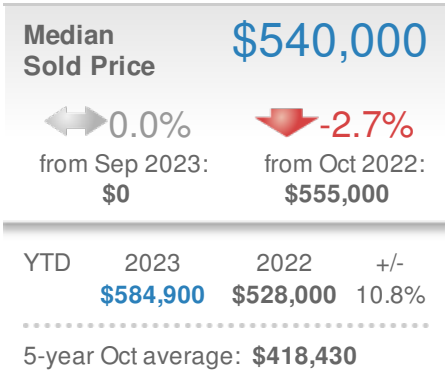 Median $540,000
Sold Price
0.0% -2.7%
from Sep 2023: from Oct 2022:
$0 $555,000
YTD 2023 2022 +/-
$584,900 $528,000 10.8%
5-year Oct average: $418,430